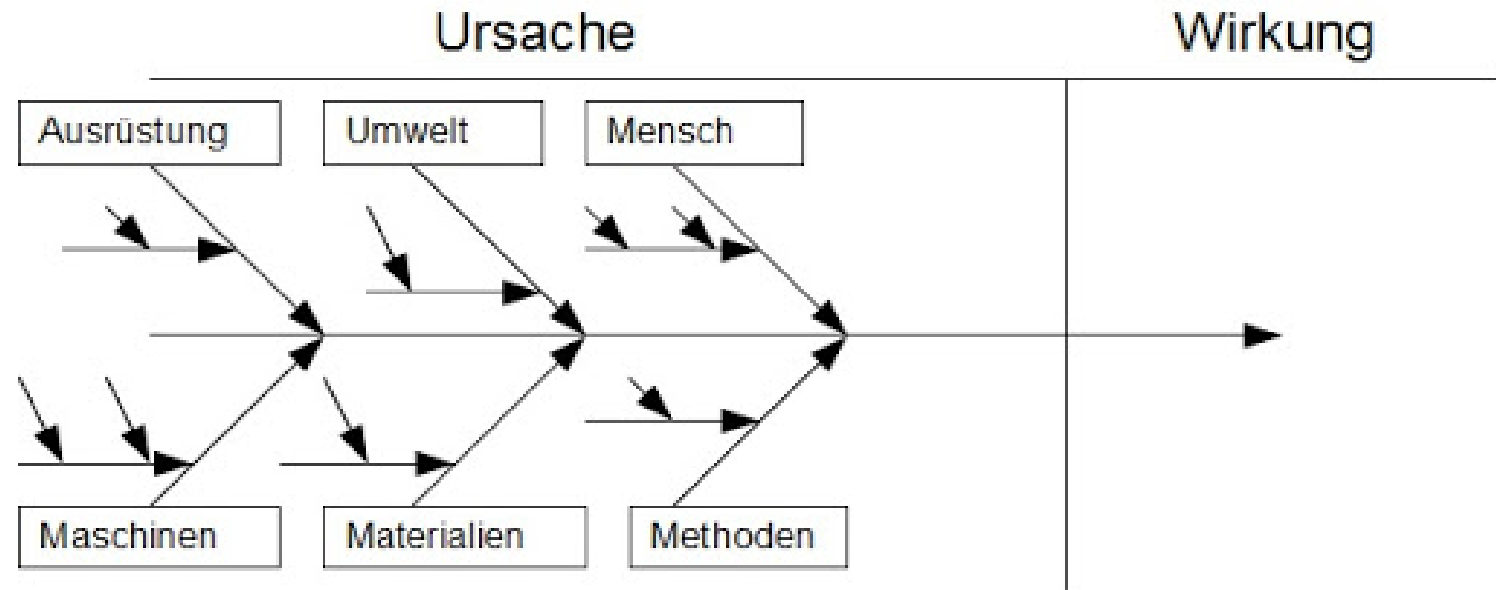 Ursache
Wirkung
Ausrüstung
Umwelt
Mensch
Maschinen
Materialien
Methoden